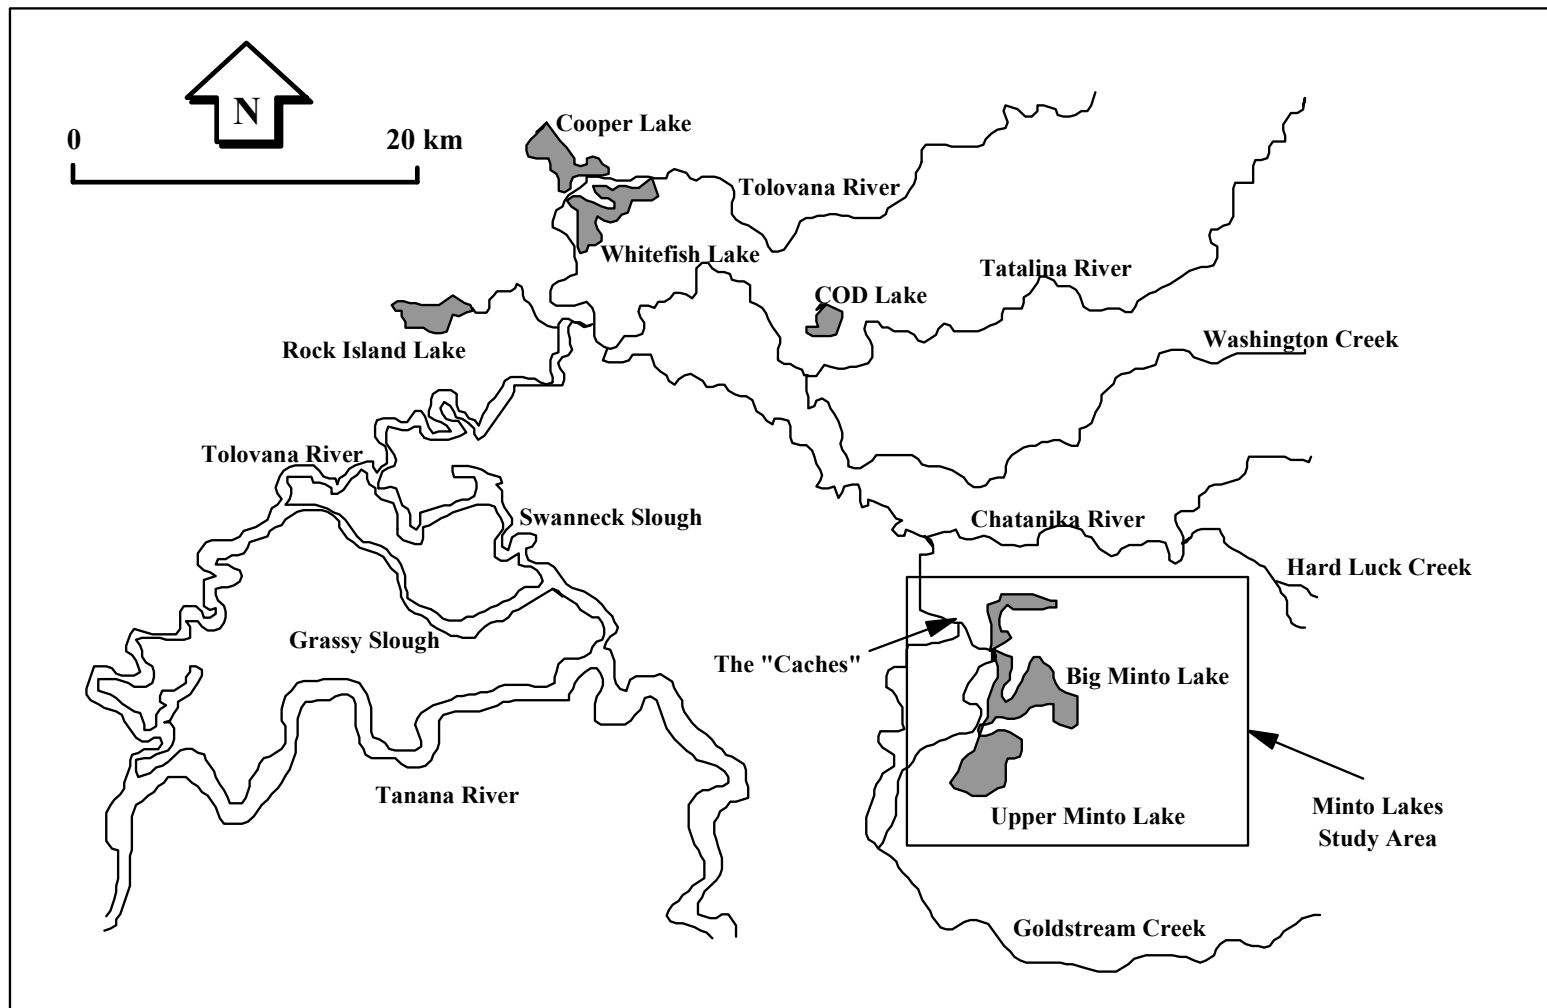 N
0
20 km
Cooper Lake
Tolovana River
Whitefish Lake
Tatalina River
COD Lake
Rock Island Lake
Washington Creek
Tolovana River
Swanneck Slough
Chatanika River
Hard Luck Creek
Grassy Slough
The "Caches"
Big Minto Lake
Tanana River
Upper Minto Lake
Minto Lakes
Study Area
Goldstream Creek